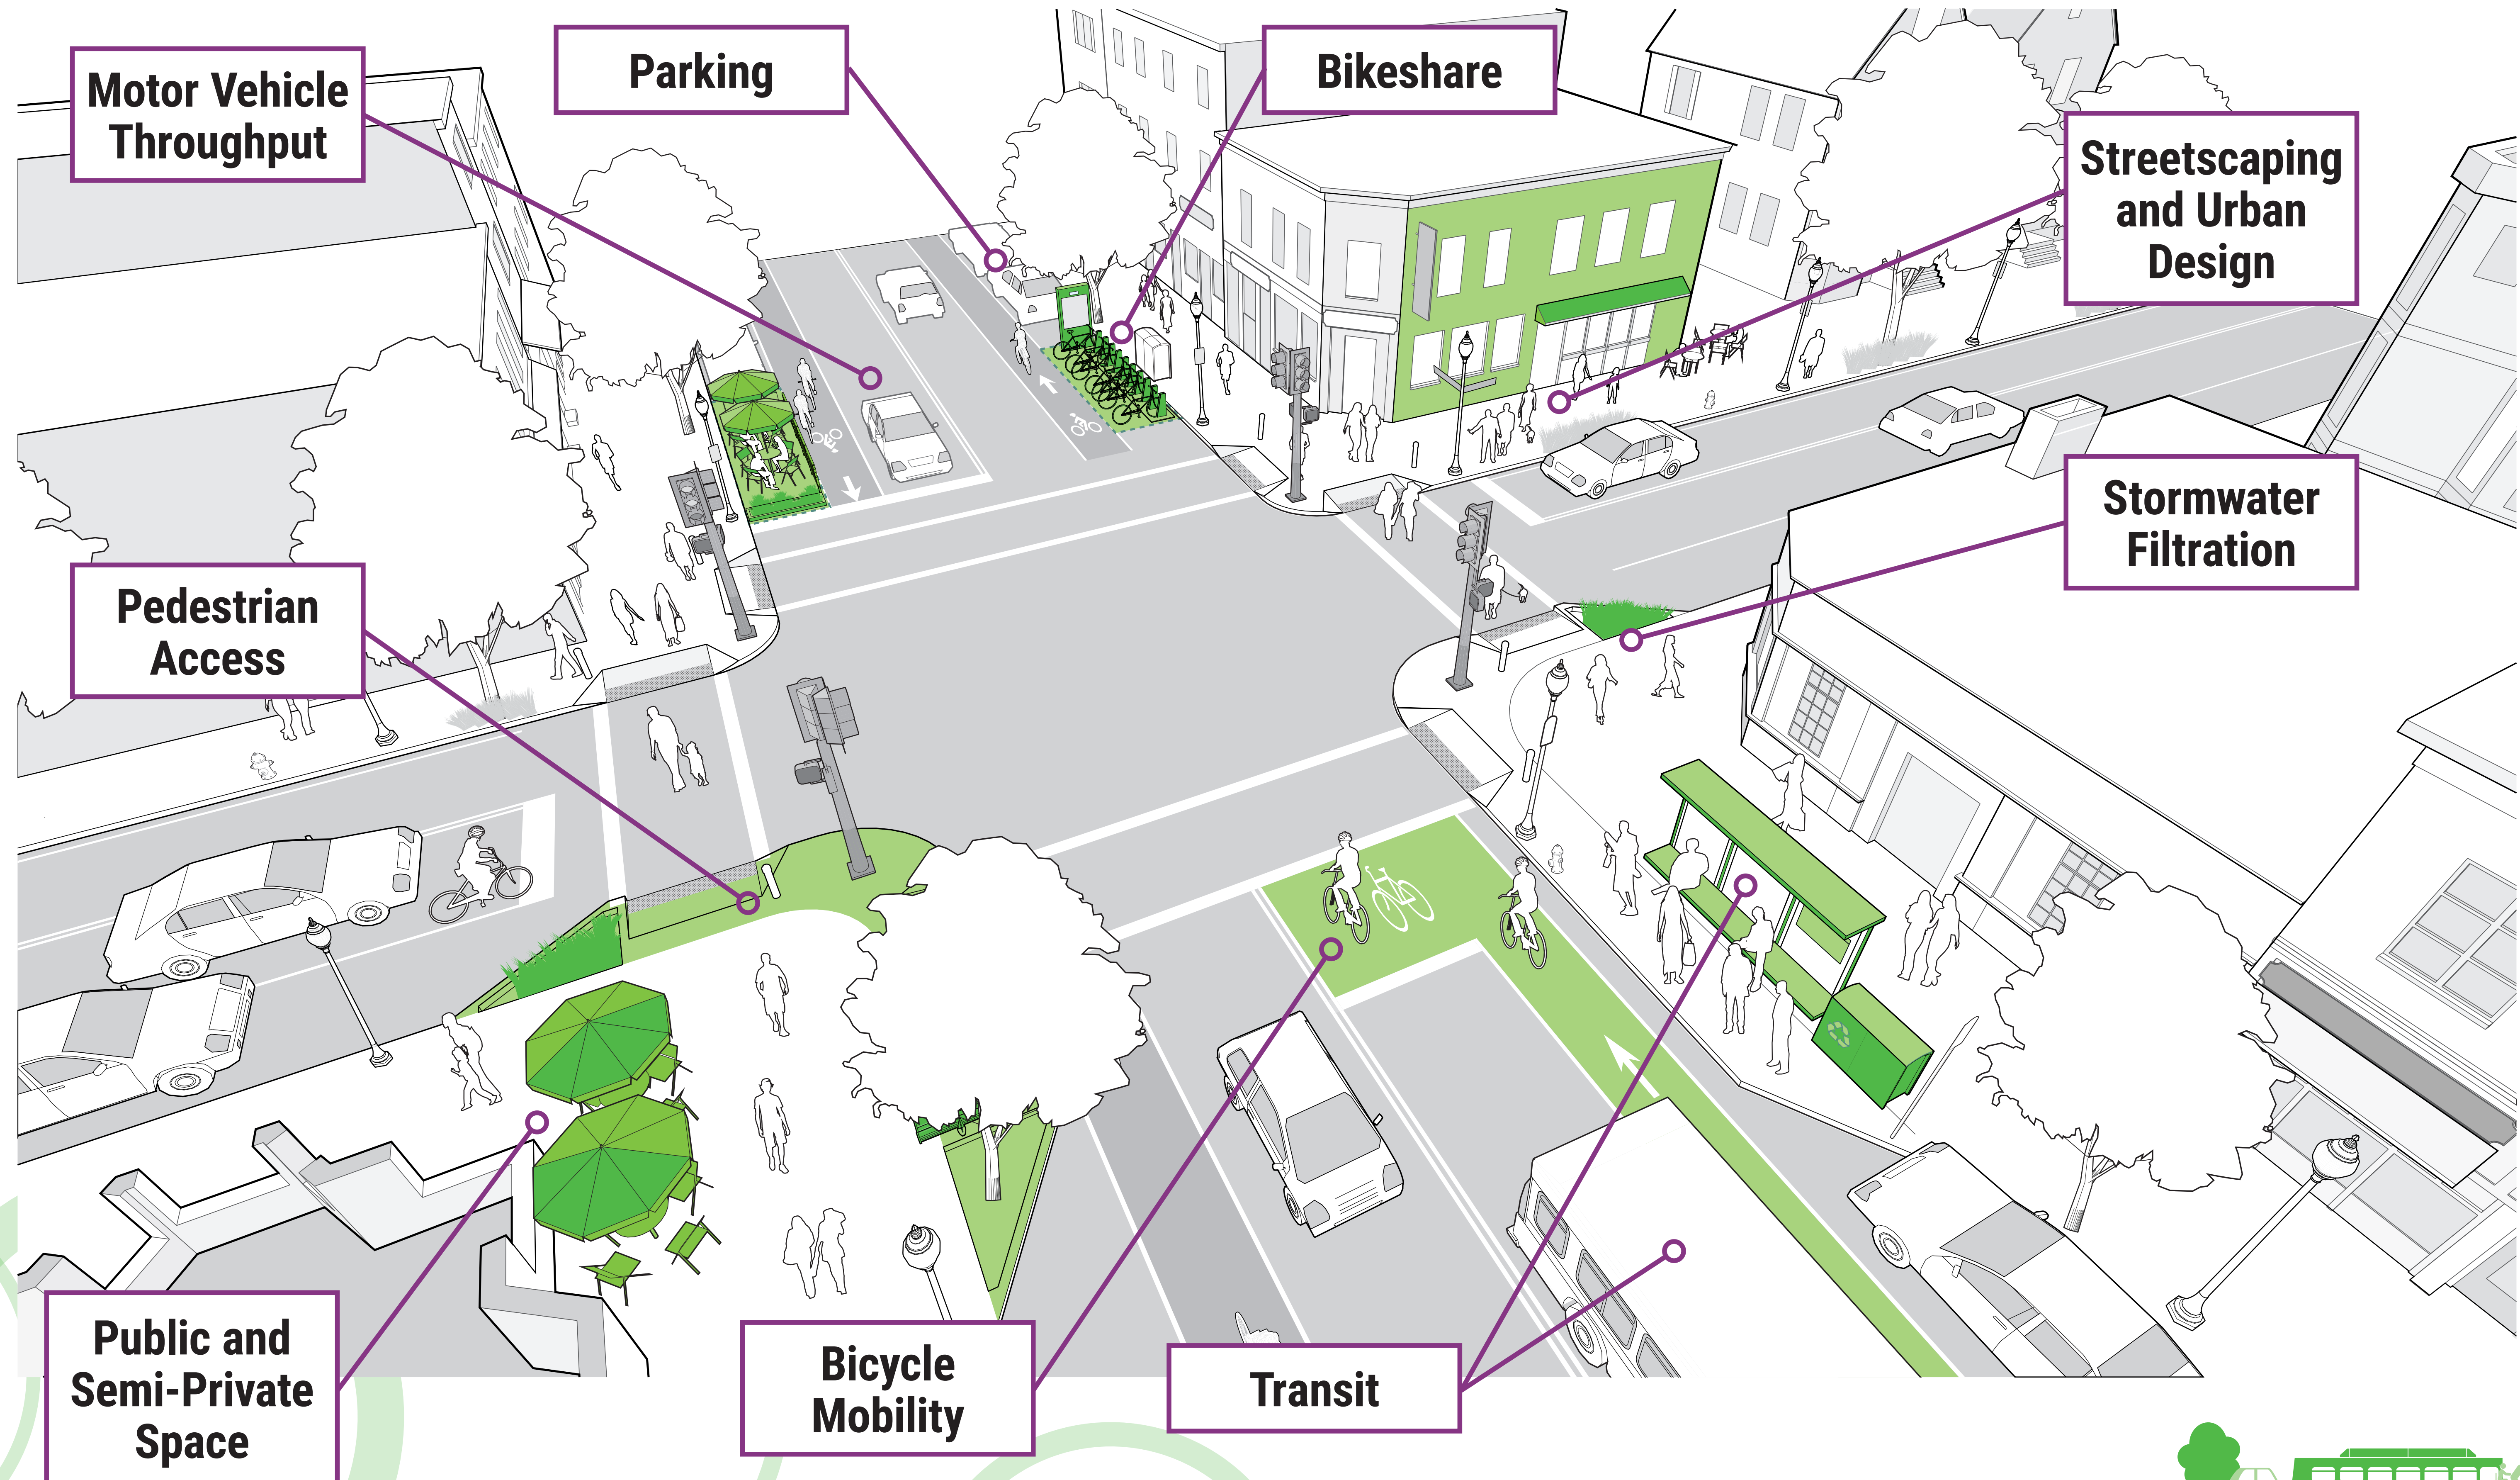 Motor Vehicle
Throughput
Parking
Bikeshare
Streetscaping
and Urban
Design
Stormwater
Filtration
Pedestrian
Access
Public and
Semi-Private
Space
Bicycle
Mobility
Transit